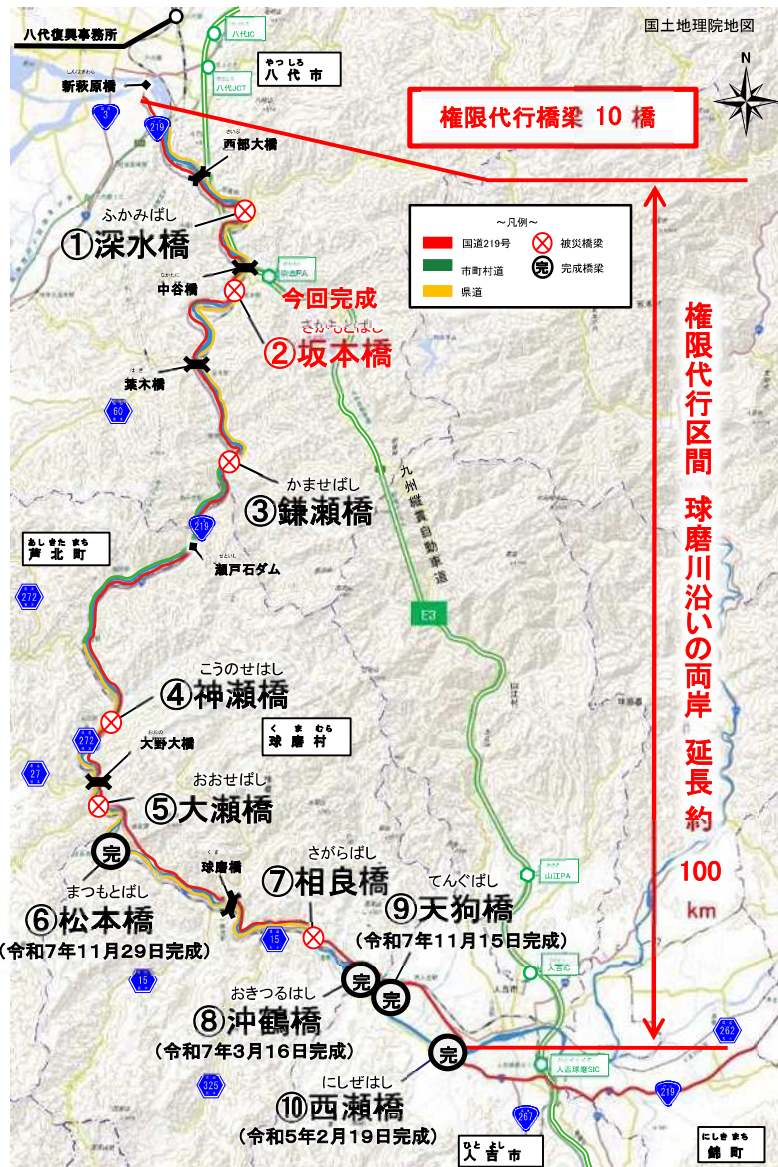 国土地理院地図
八代復興事務所
八代IC
八代JCT
やつしろ
八代市
しんはぎわら
新萩原橋
3
219
N
権限代行橋梁 10 橋
さいぶ
西部大橋
ふかみばし
①深水橋
～凡例～
国道219号
市町村道
県道
被災橋梁
完 完成橋梁
なかたに
中谷橋
今回完成
さかもとばし
②坂本橋
はき
葉木橋
60
かませばし
③鎌瀬橋
九州縦貫自動車道
219
あしきたまち
芦北町
せといし
瀬戸石ダム
272
E3
権限代行区間 球磨川沿いの両岸 延長約
100
km
こうのせはし
④神瀬橋
山江村
くまむら
球磨村
272
おおの
大野大橋
27
おおせばし
⑤大瀬橋
完
まつもとばし
⑥松本橋
(令和7年11月29日完成)
くま
球磨橋
さがらばし
⑦相良橋
てんぐばし
⑨天狗橋
(令和7年11月15日完成)
山江PA
15
15
人吉IC
人吉市
完
完
おきつるはし
⑧沖鶴橋
(令和7年3月16日完成)
262
完
325
にしぜはし
⑩西瀬橋
(令和5年2月19日完成)
人吉球磨SIC
219
267
ひとよし
人吉市
にしきまち
錦町